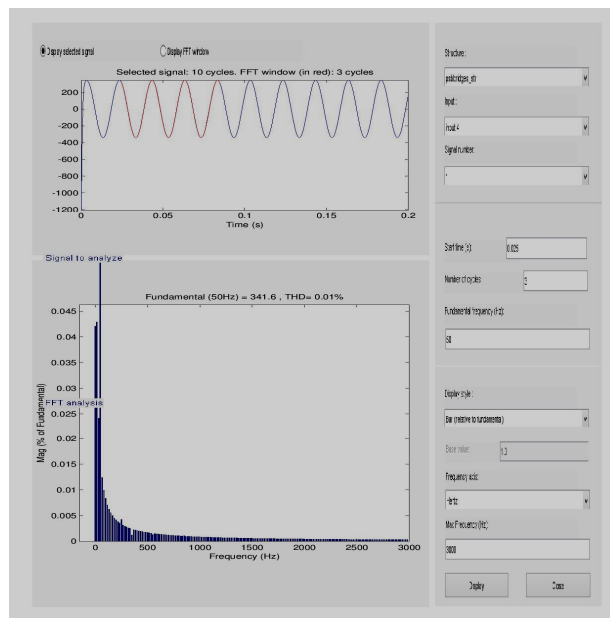 Display selected signal
Display FFT window
Selected signal: 10 cycles. FFT window (in red): 3 cycles
200
0
-200
-400
-600
-800
-1000
-1200
0
0.05
0.1
0.15
0.2
Time (s)
Signal to analyze
Fundamental (50Hz) = 341.6 , THD= 0.01%
0.045
0.04
0.035
0.03
FFT analysis
0.025
0.02
0.015
0.01
0.005
0
Mag (% of Fundamental)
0
500
1000
1500
2000
2500
3000
Frequency (Hz)
Structure :
Input :
input 4
Signal number:
Start time (s):
0.025
Number of cycles:
Fundamental frequency (Hz):
50
Display style :
Bar (relative to fundamental)
Base value:
1.0
Frequency axis:
Hertz
Max Frequency (Hz):
3000
Display
Close